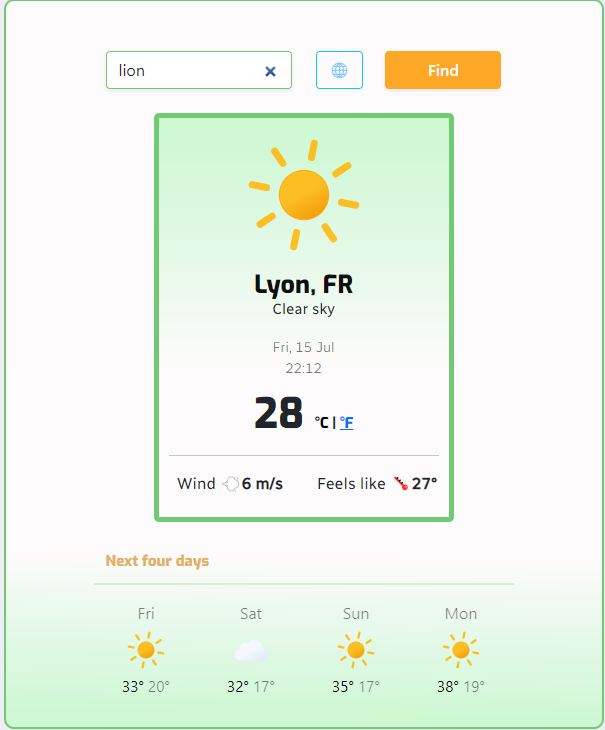 lion × Find
Lyon, FR
Clear sky
Fri, 15 Jul
22:12
28 °C | °F
Wind 6 m/s Feels like 27°
Next four days
Fri Sat Sun Mon
33° 20° 32° 17° 35° 17° 38° 19°